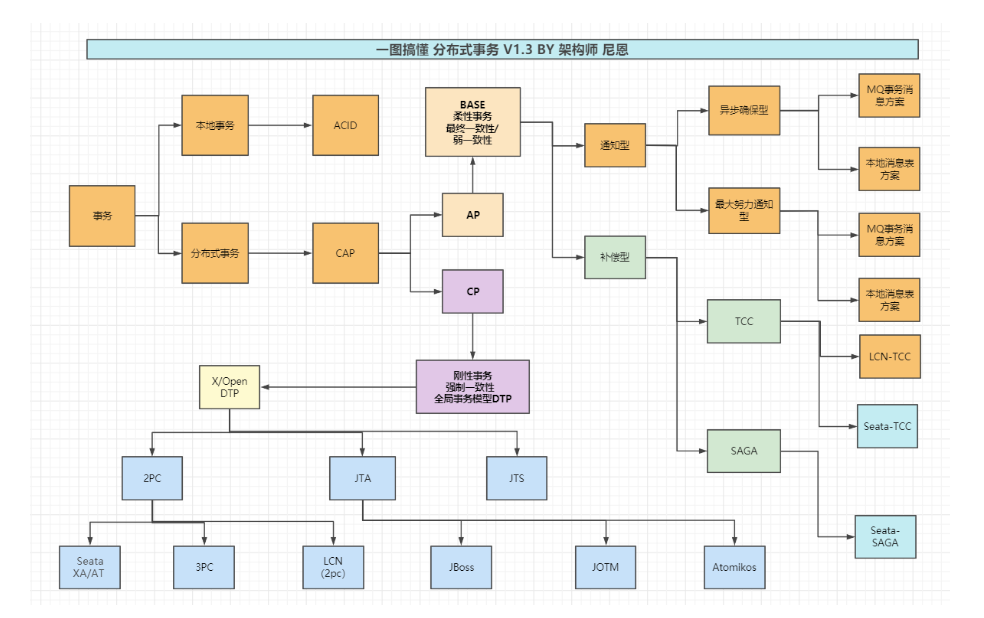 一图搞懂 分布式事务 V1.3 BY 架构师 尼恩
事务
本地事务
ACID
分布式事务
CAP
BASE
柔性事务
最终一致性/
弱一致性
AP
CP
刚性事务
强制一致性
全局事务模型DTP
通知型
异步确保型
MQ事务消
息方案
本地消息表
方案
最大努力通知
型
MQ事务消
息方案
本地消息表
方案
补偿型
TCC
LCN-TCC
Seata-TCC
SAGA
Seata-
SAGA
X/Open
DTP
2PC
JTA
JTS
Seata
XA/AT
3PC
LCN
(2pc)
JBoss
JOTM
Atomikos